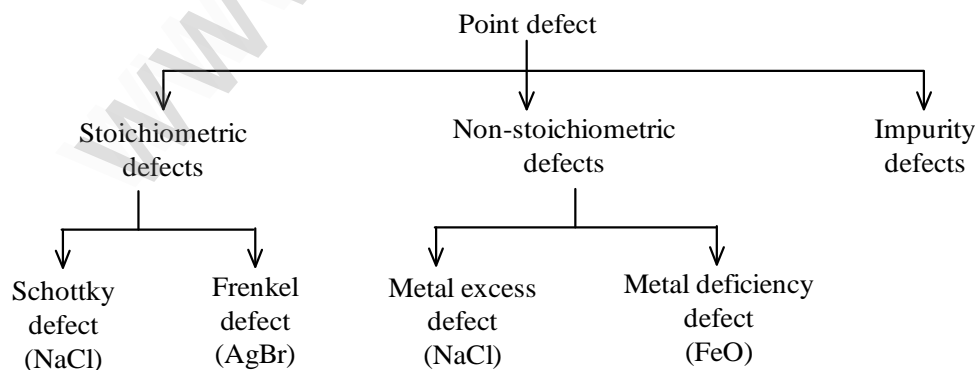 Point defect
Stoichiometric
defects
Non-stoichiometric
defects
Impurity
defects
Schottky
defect
(NaCl)
Frenkel
defect
(AgBr)
Metal excess
defect
(NaCl)
Metal deficiency
defect
(FeO)